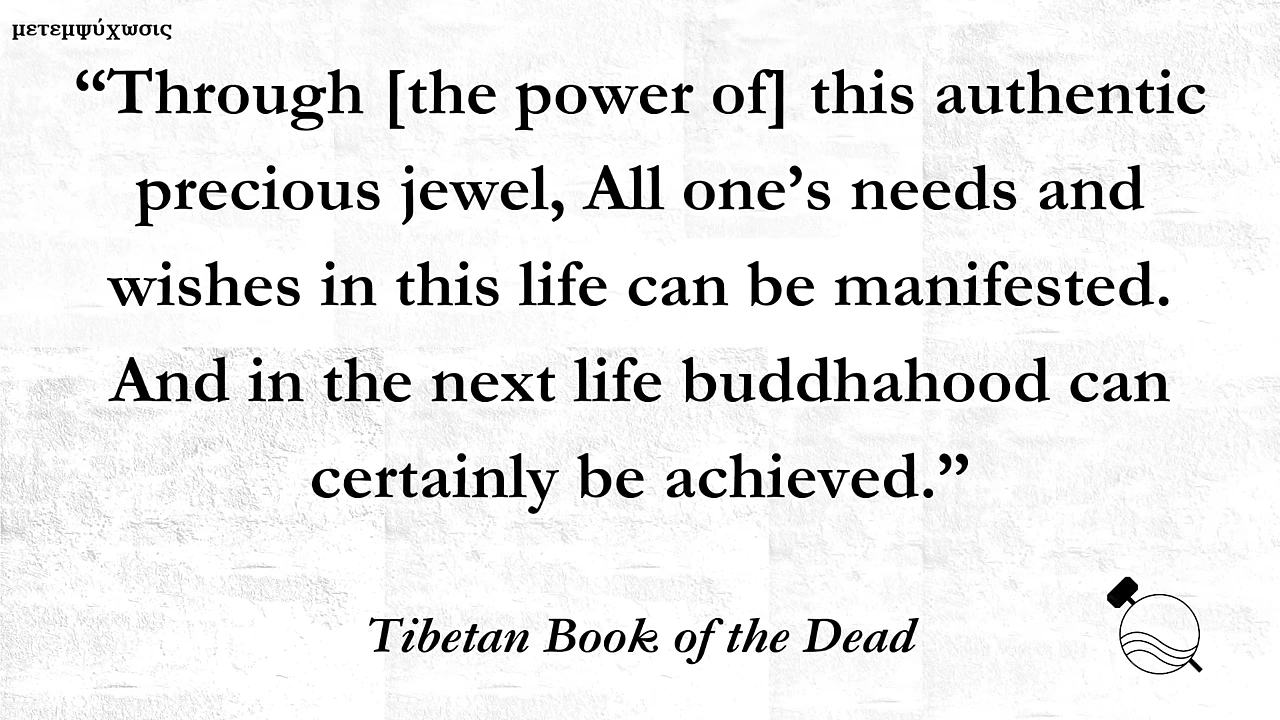 μετεμψύχωσις
“Through [the power of] this authentic
precious jewel, All one’s needs and
wishes in this life can be manifested.
And in the next life buddhahood can
certainly be achieved.”
Tibetan Book of the Dead